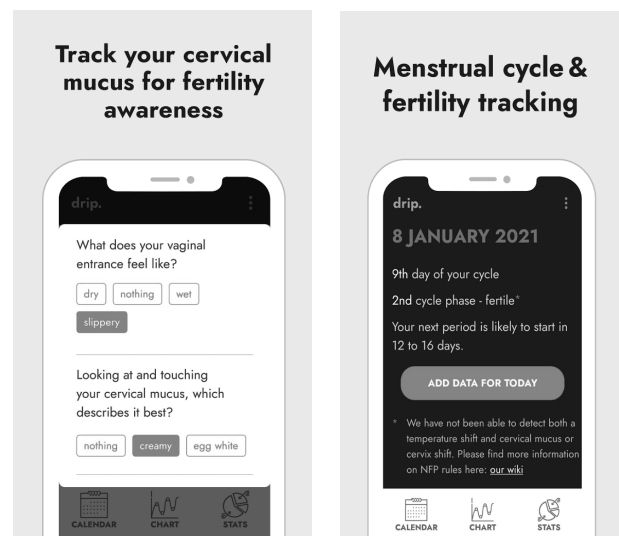 Track your cervical
mucus for fertility
awareness
drip.
What does your vaginal
entrance feel like?
dry
nothing
wet
slippery
Looking at and touching
your cervical mucus, which
describes it best?
nothing
creamy
egg white
CALENDAR
CHART
STATS
Menstrual cycle &
fertility tracking
drip.
8 JANUARY 2021
9th day of your cycle
2nd cycle phase - fertile*
Your next period is likely to start in
12 to 16 days.
ADD DATA FOR TODAY
* We have not been able to detect both a
temperature shift and cervical mucus or
cervix shift. Please find more information
on NFP rules here: our wiki
CALENDAR
CHART
STATS